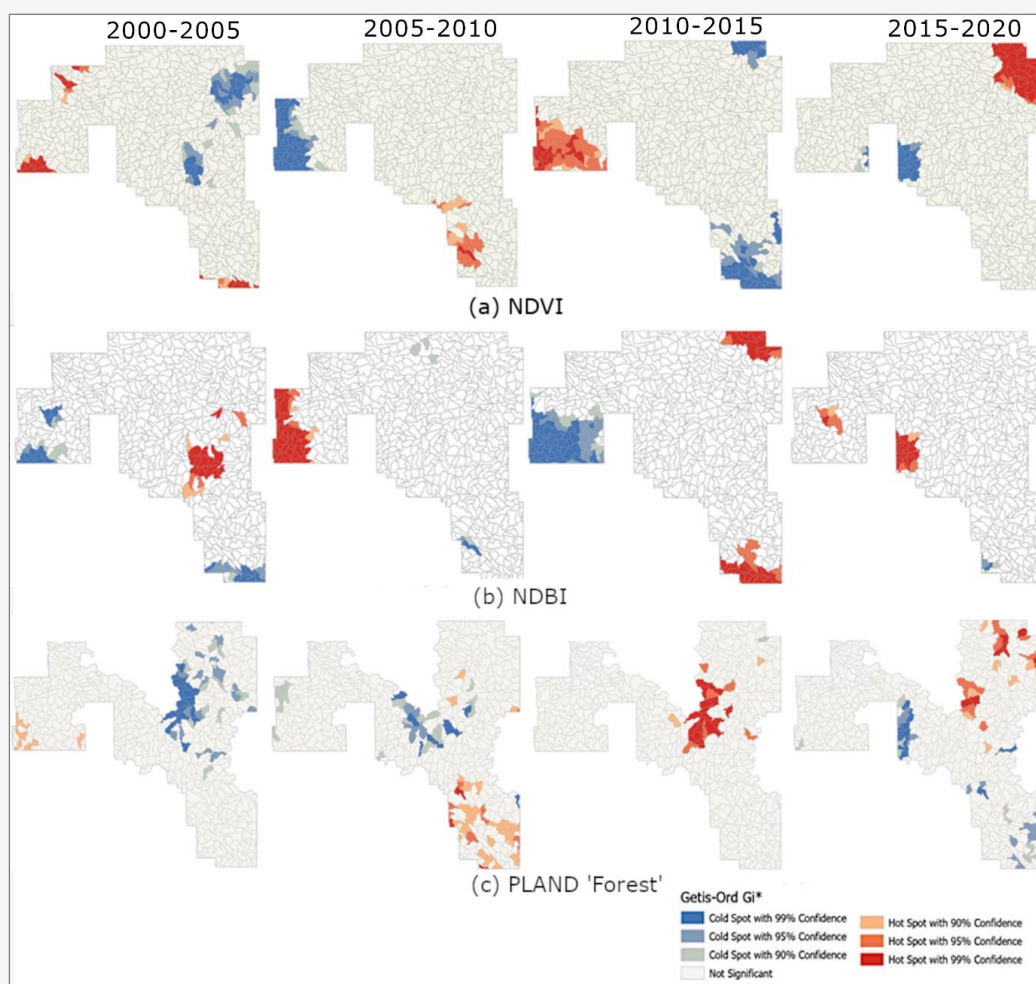 2000-2005 2005-2010 2010-2015 2015-2020
(a) NDVI
(b) NDBI
(c) PLAND 'Forest'
Getis-Ord Gi*
Cold Spot with 99% Confidence
Cold Spot with 95% Confidence
Cold Spot with 90% Confidence
Not Significant
Hot Spot with 90% Confidence
Hot Spot with 95% Confidence
Hot Spot with 99% Confidence